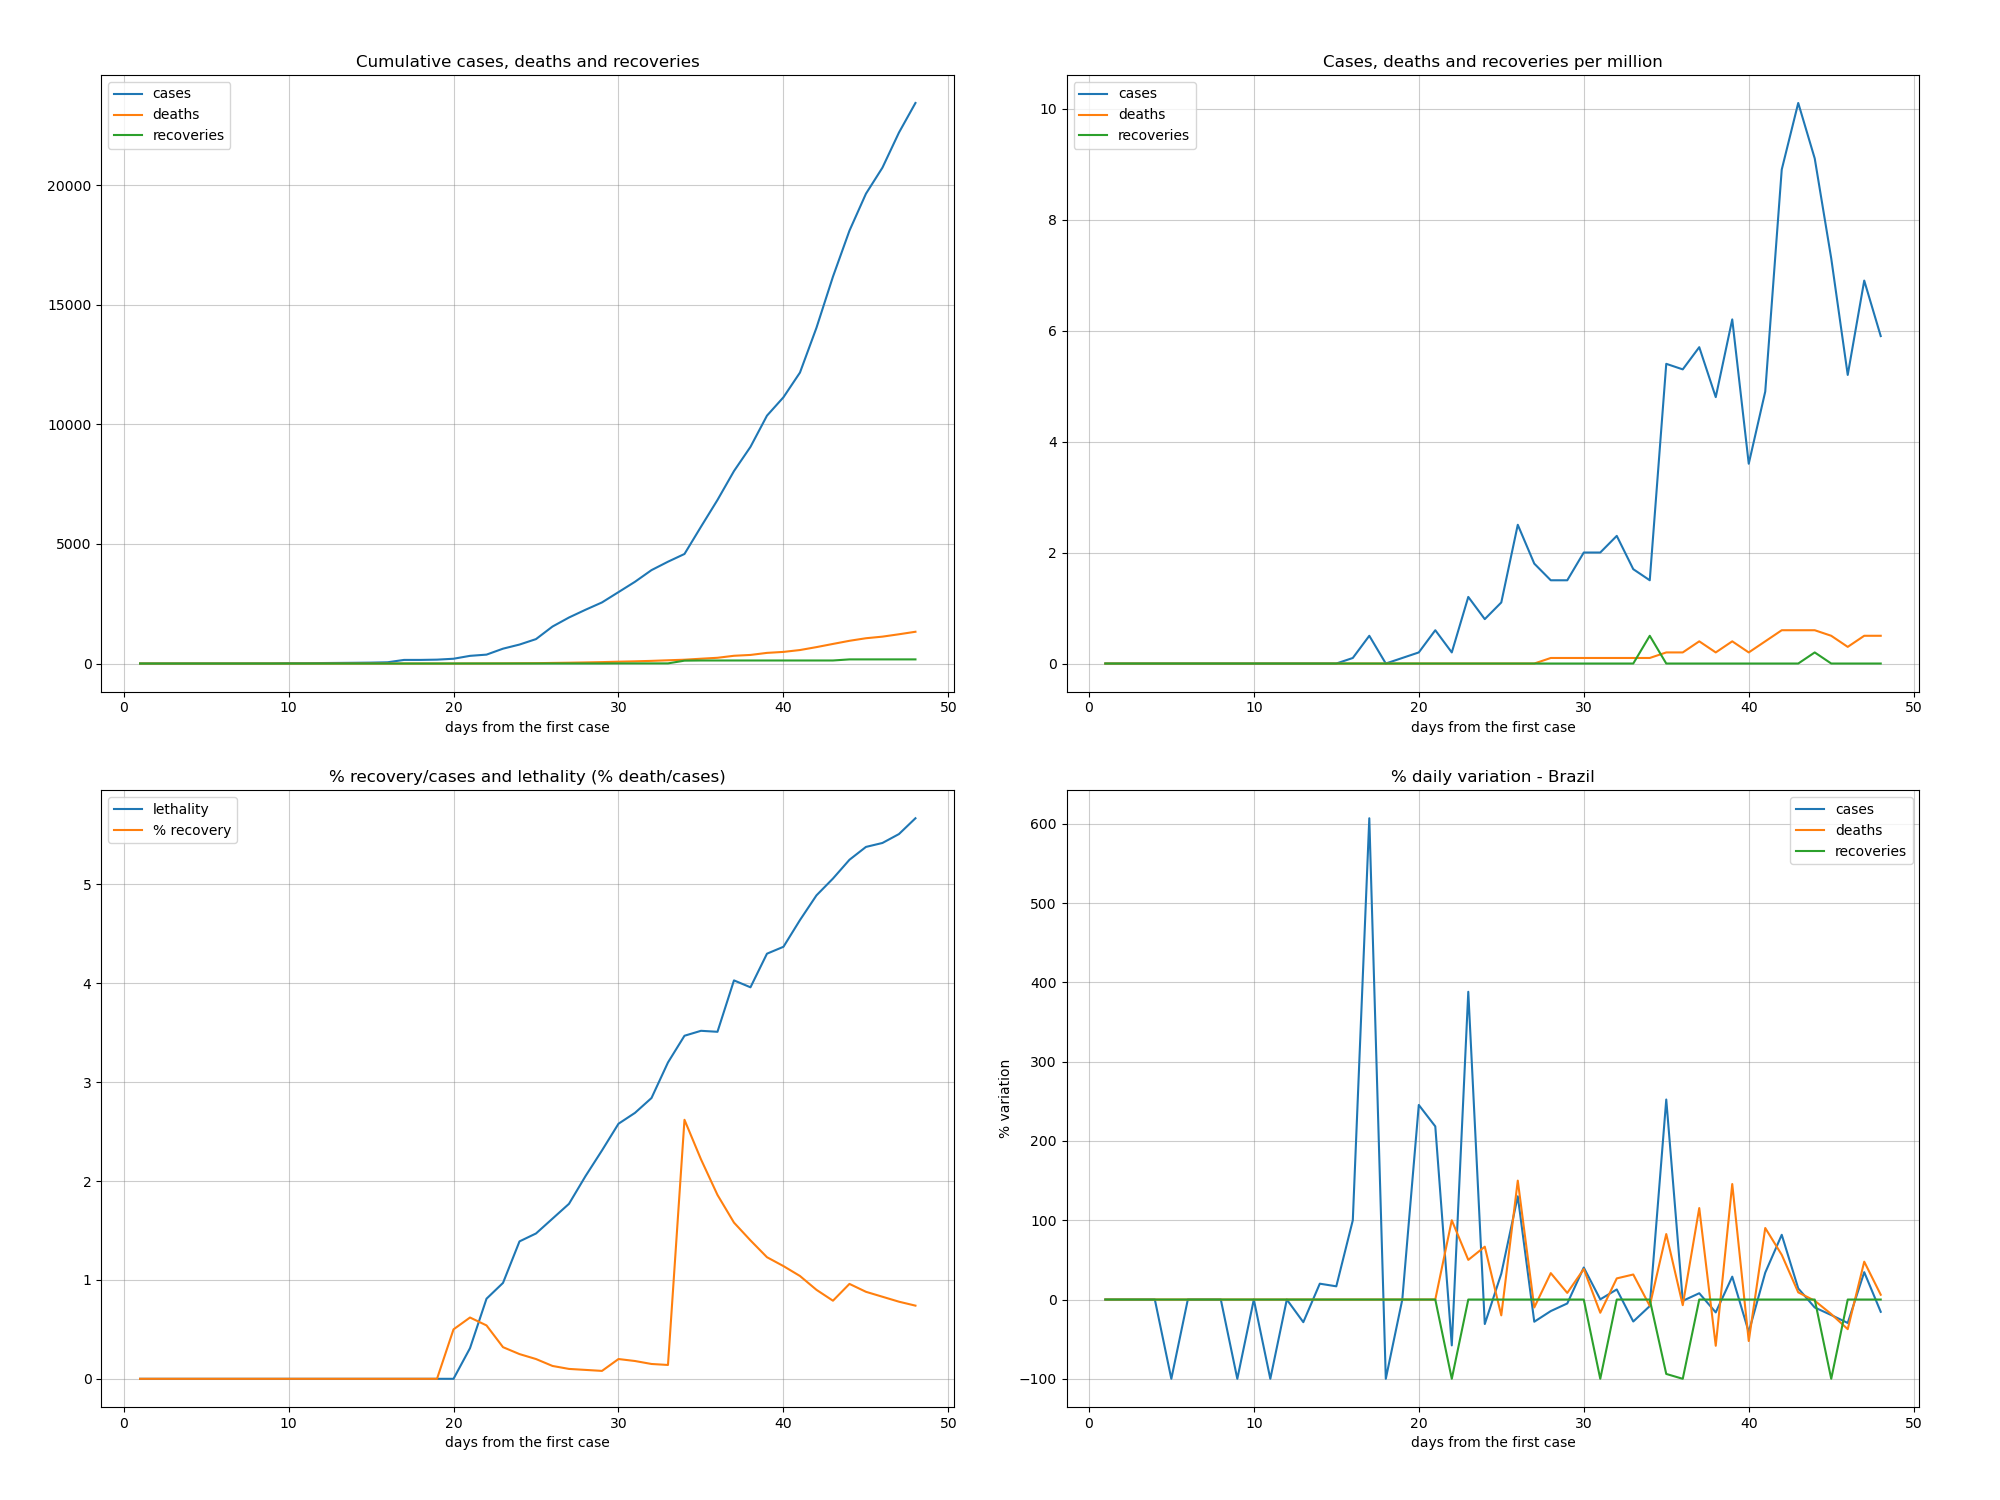 Cumulative cases, deaths and recoveries
cases
deaths
recoveries
20000
15000
10000
5000
0
0 10 20 30 40 50
days from the first case
Cases, deaths and recoveries per million
cases
deaths
recoveries
10
8
6
4
2
0
0 10 20 30 40 50
days from the first case
% recovery/cases and lethality (% death/cases)
lethality
% recovery
5
4
3
2
1
0
0 10 20 30 40 50
days from the first case
% daily variation - Brazil
cases
deaths
recoveries
% variation
600
500
400
300
200
100
0
−100
0 10 20 30 40 50
days from the first case